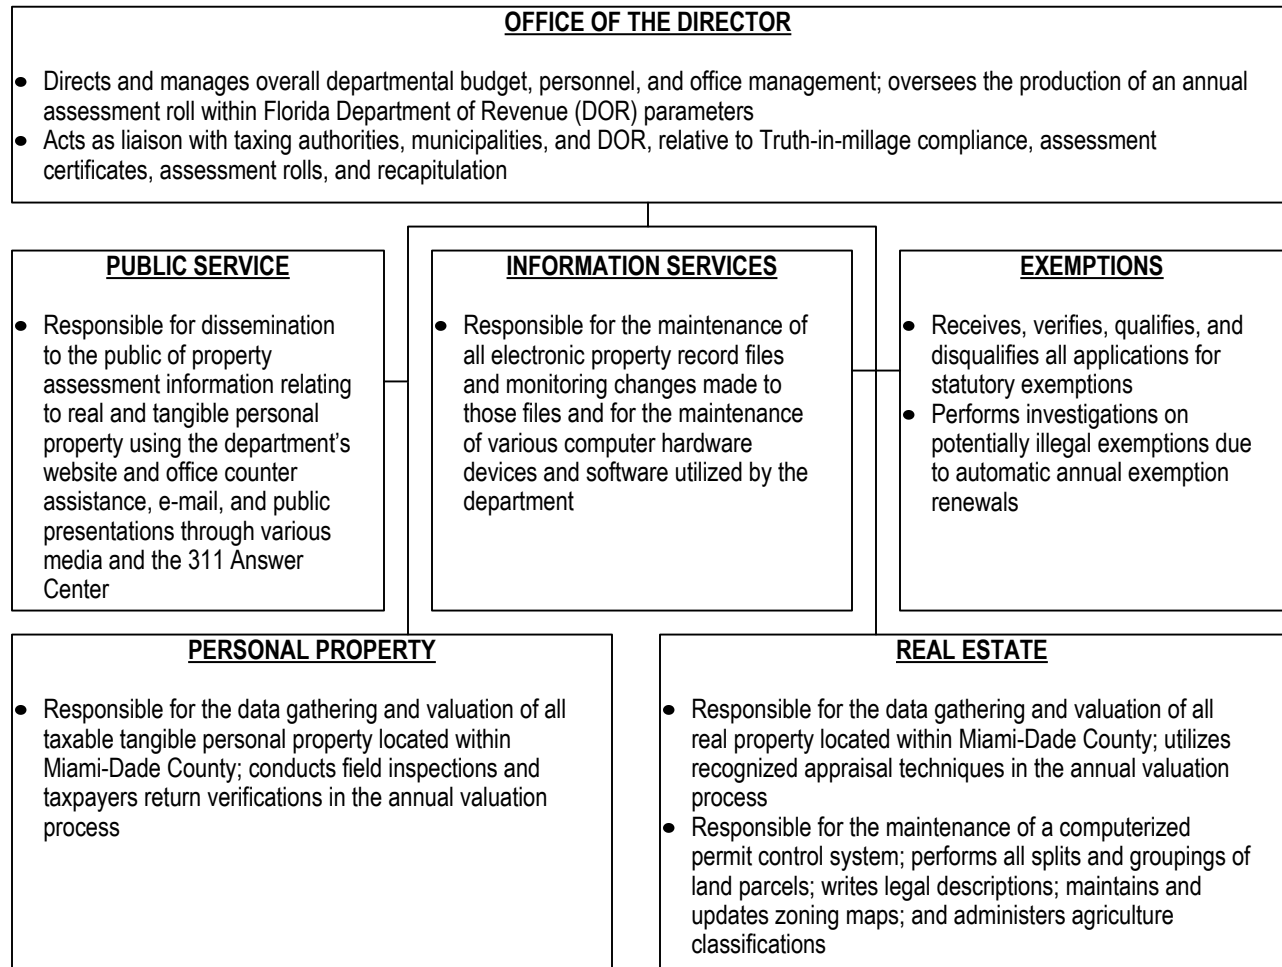 OFFICE OF THE DIRECTOR
• Directs and manages overall departmental budget, personnel, and office management; oversees the production of an annual
assessment roll within Florida Department of Revenue (DOR) parameters
• Acts as liaison with taxing authorities, municipalities, and DOR, relative to Truth-in-millage compliance, assessment
certificates, assessment rolls, and recapitulation
PUBLIC SERVICE
• Responsible for dissemination
to the public of property
assessment information relating
to real and tangible personal
property using the department’s
website and office counter
assistance, e-mail, and public
presentations through various
media and the 311 Answer
Center
INFORMATION SERVICES
• Responsible for the maintenance of
all electronic property record files
and monitoring changes made to
those files and for the maintenance
of various computer hardware
devices and software utilized by the
department
EXEMPTIONS
• Receives, verifies, qualifies, and
disqualifies all applications for
statutory exemptions
• Performs investigations on
potentially illegal exemptions due
to automatic annual exemption
renewals
PERSONAL PROPERTY
• Responsible for the data gathering and valuation of all
taxable tangible personal property located within
Miami-Dade County; conducts field inspections and
taxpayers return verifications in the annual valuation
process
REAL ESTATE
• Responsible for the data gathering and valuation of all
real property located within Miami-Dade County; utilizes
recognized appraisal techniques in the annual valuation
process
• Responsible for the maintenance of a computerized
permit control system; performs all splits and groupings of
land parcels; writes legal descriptions; maintains and
updates zoning maps; and administers agriculture
classifications